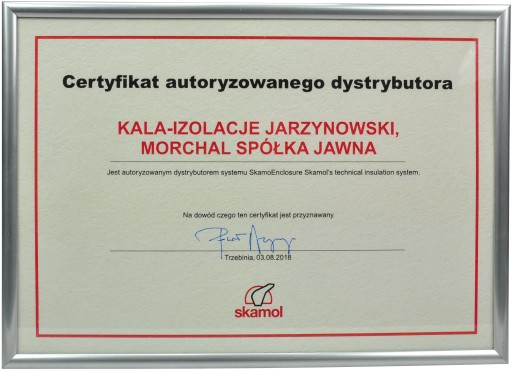 Certyfikat autoryzowanego dystrybutora
KALA-IZOLACJE JARZYNOWSKI,
MORCHAL SPÓŁKA JAWNA
Jest autoryzowanym dystrybutorem systemu SkamoEnclosure Skamol's technical insulation system.
Na dowód czego ten certyfikat jest przyznawany
Trzebinia, 03.08.2018
skamol